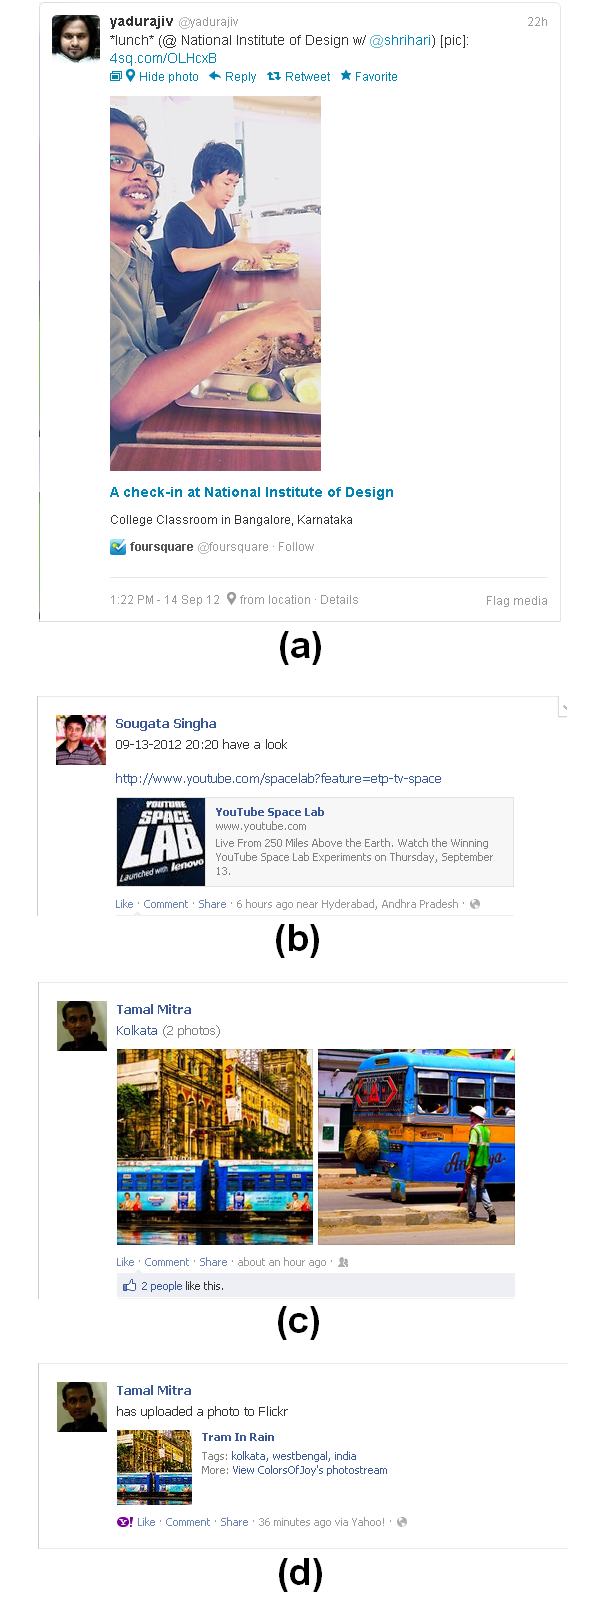 yadurajiv @yadurajiv 22h
*lunch* (@ National Institute of Design w/ @shrihari) [pic]:
4sq.com/OLHcxB
Hide photo Reply Retweet Favorite
A check-in at National Institute of Design
College Classroom in Bangalore, Karnataka
foursquare @foursquare · Follow
1:22 PM - 14 Sep 12 from location · Details Flag media
(a)
Sougata Singha
09-13-2012 20:20 have a look
http://www.youtube.com/spacelab?feature=etp-tv-space
YOUTUBE
SPACE
LAB
Launched with lenovo
YouTube Space Lab
www.youtube.com
Live From 250 Miles Above the Earth. Watch the Winning
YouTube Space Lab Experiments on Thursday, September
13.
Like · Comment · Share · 6 hours ago near Hyderabad, Andhra Pradesh ·
(b)
Tamal Mitra
Kolkata (2 photos)
Like · Comment · Share · about an hour ago ·
2 people like this.
(c)
Tamal Mitra
has uploaded a photo to Flickr
Tram In Rain
Tags: kolkata, westbengal, india
More: View ColorsOfJoy's photostream
Y! Like · Comment · Share · 36 minutes ago via Yahoo! ·
(d)